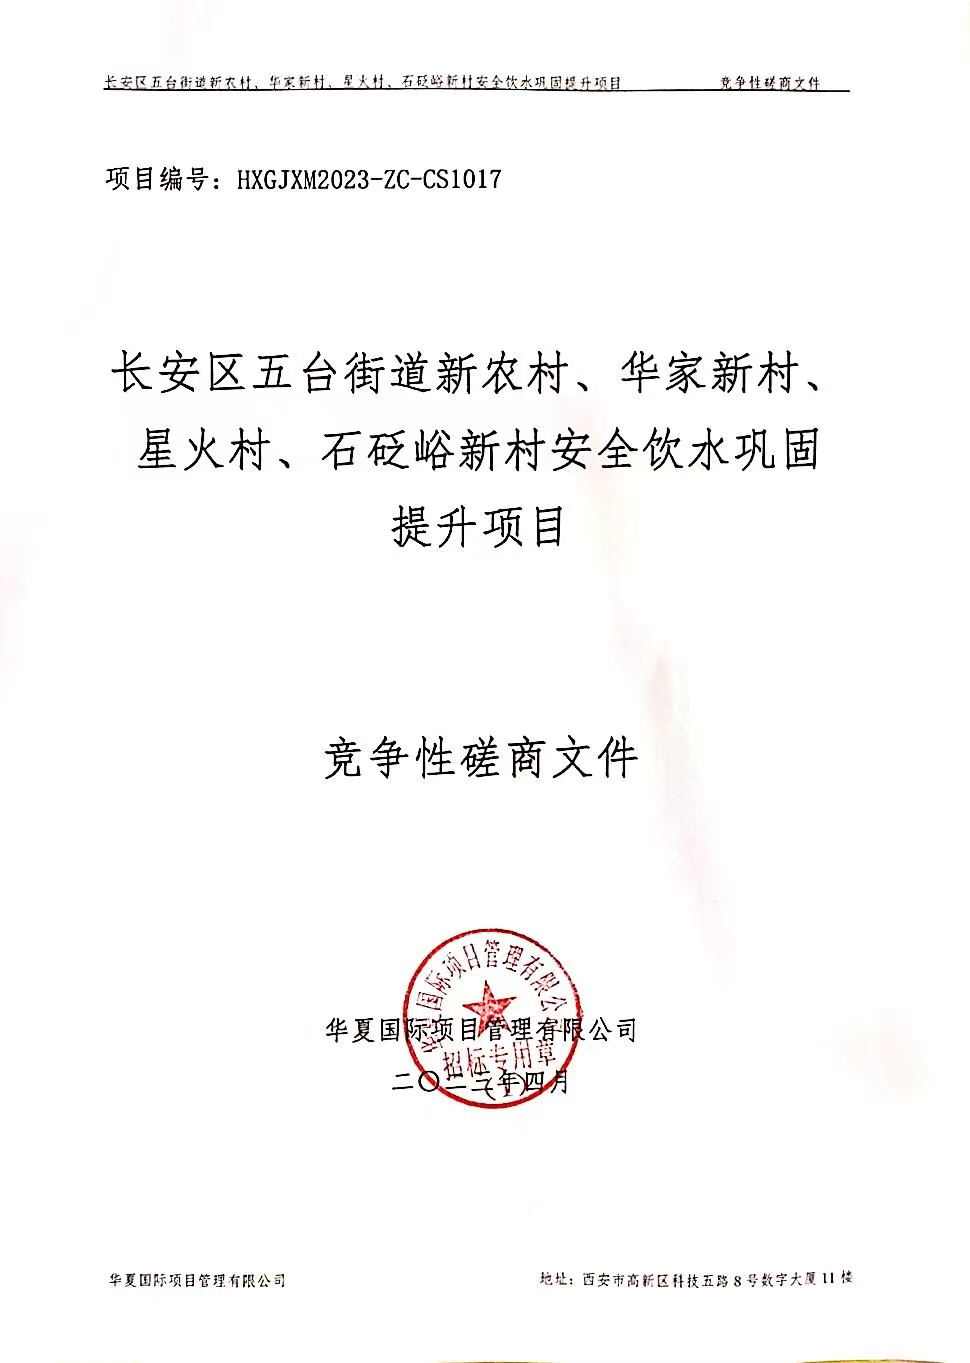 长安区五台街道新农村、华家新村、星火村、石砭峪新村安全饮水巩固提升项目 竞争性磋商文件
项目编号：HXGJXM2023-ZC-CS1017
长安区五台街道新农村、华家新村、
星火村、石砭峪新村安全饮水巩固
提升项目
竞争性磋商文件
华夏国际项目管理有限公司
华夏国际项目管理有限公司
招标专用章
(1)
二〇二三年四月
华夏国际项目管理有限公司 地址：西安市高新区科技五路8号数字大厦11楼